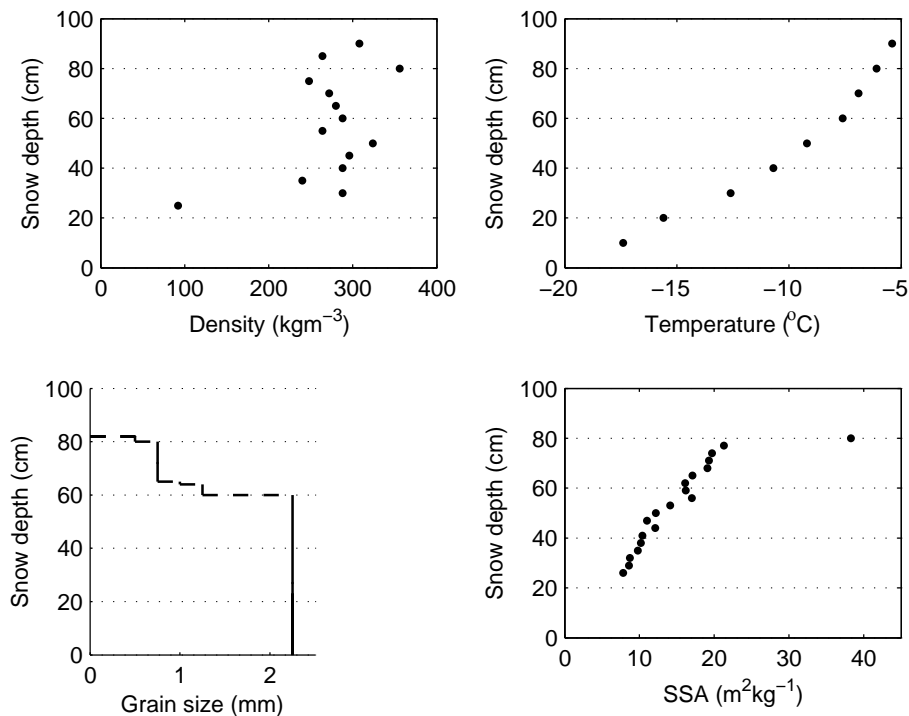 100
80
60
40
20
0
Snow depth (cm)
0 100 200 300 400
Density (kgm−3)
100
80
60
40
20
0
Snow depth (cm)
−20 −15 −10 −5
Temperature (oC)
100
80
60
40
20
0
Snow depth (cm)
0 1 2
Grain size (mm)
100
80
60
40
20
0
Snow depth (cm)
0 10 20 30 40
SSA (m2kg−1)